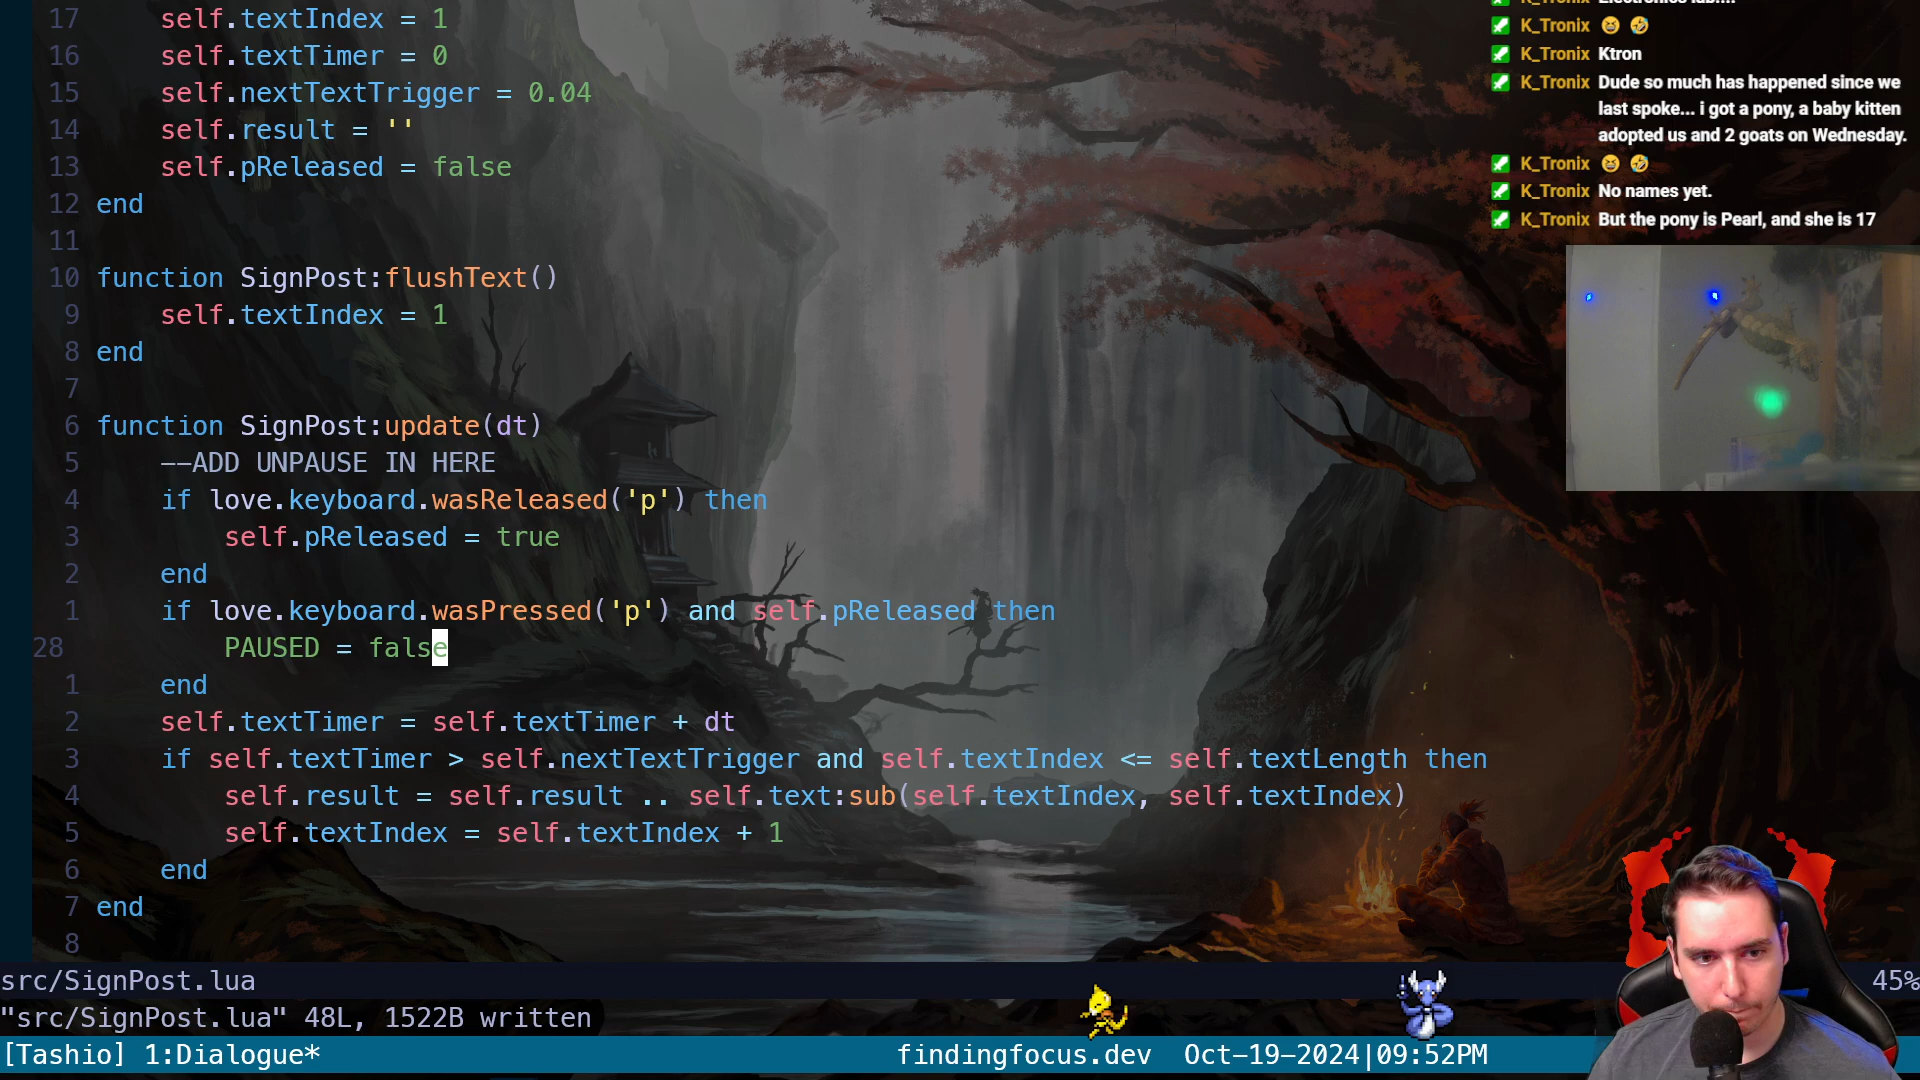 17 self.textIndex = 1
16 self.textTimer = 0
15 self.nextTextTrigger = 0.04
14 self.result = ''
13 self.pReleased = false
12 end
11
10 function SignPost:flushText()
9 self.textIndex = 1
8 end
7
6 function SignPost:update(dt)
5 --ADD UNPAUSE IN HERE
4 if love.keyboard.wasReleased('p') then
3 self.pReleased = true
2 end
1 if love.keyboard.wasPressed('p') and self.pReleased then
28 PAUSED = false
1 end
2 self.textTimer = self.textTimer + dt
3 if self.textTimer > self.nextTextTrigger and self.textIndex <= self.textLength then
4 self.result = self.result .. self.text:sub(self.textIndex, self.textIndex)
5 self.textIndex = self.textIndex + 1
6 end
7 end
8
src/SignPost.lua 45%
"src/SignPost.lua" 48L, 1522B written
[Tashio] 1:Dialogue* findingfocus.dev Oct-19-2024|09:52PM
K_Tronix 😆 🤣
K_Tronix Ktron
K_Tronix Dude so much has happened since we
last spoke... i got a pony, a baby kitten
adopted us and 2 goats on Wednesday.
K_Tronix 😆 🤣
K_Tronix No names yet.
K_Tronix But the pony is Pearl, and she is 17